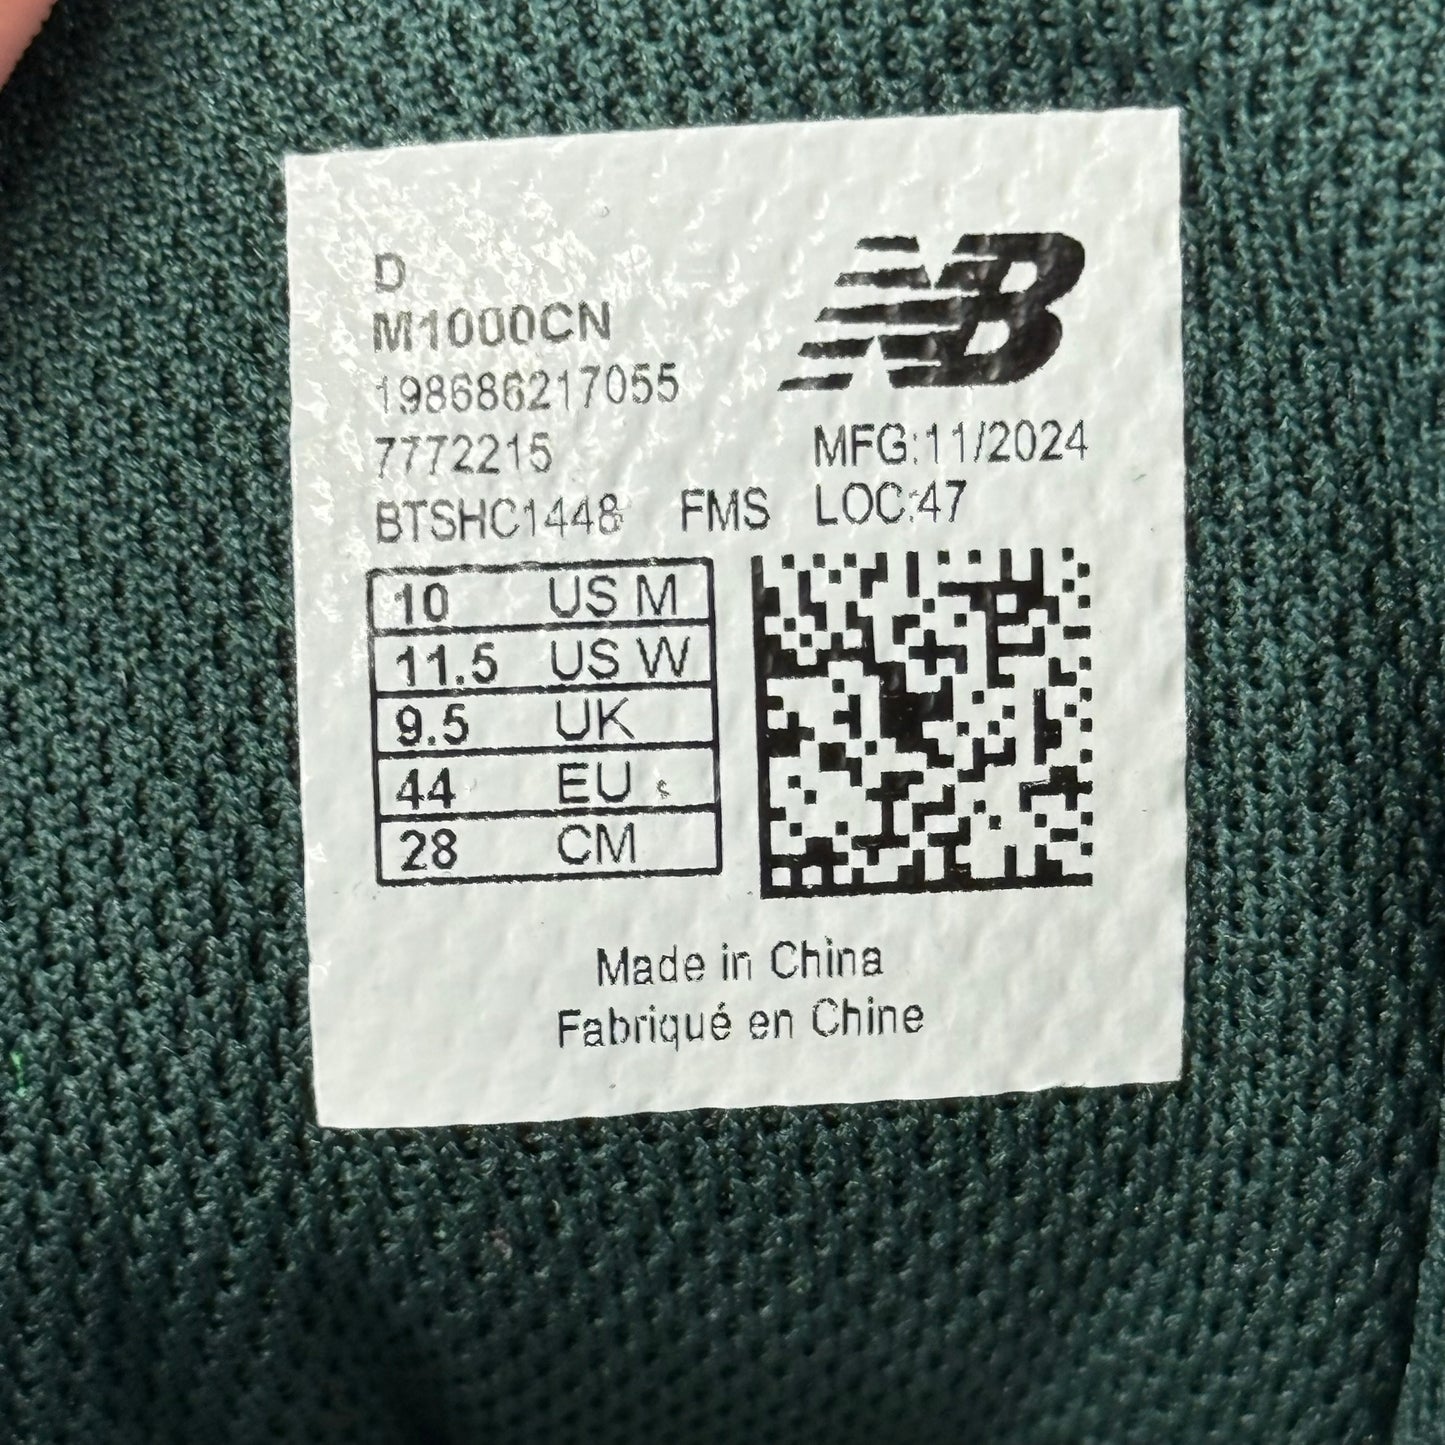 NB
D
M1000CN
198686217055
7772215 MFG:11/2024
BTSHC1448 FMS LOC:47
10 US M
11.5 US W
9.5 UK
44 EU
28 CM
Made in China
Fabriqué en Chine